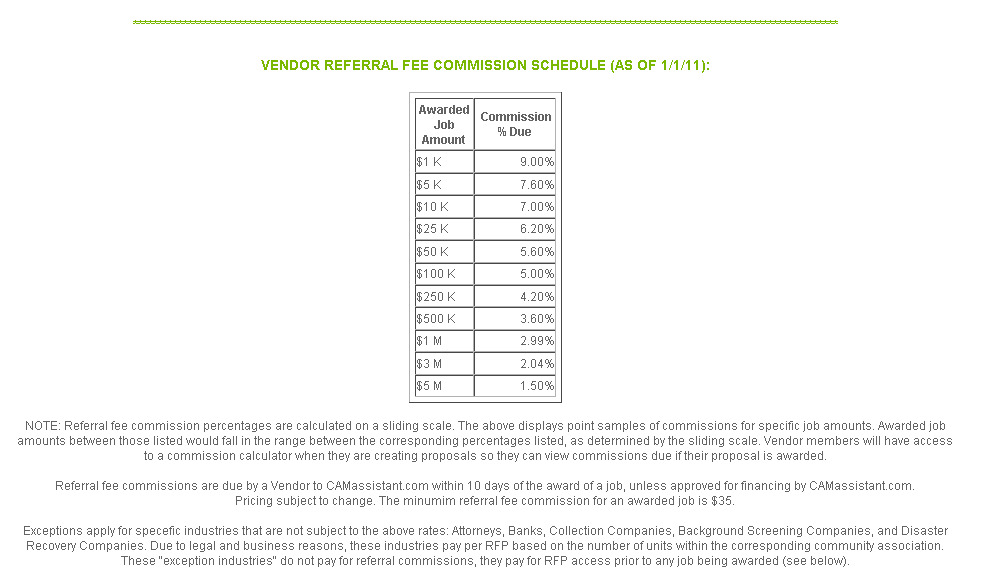 VENDOR REFERRAL FEE COMMISSION SCHEDULE (AS OF 1/1/11):
Awarded Job Amount Commission % Due
$1 K 9.00%
$5 K 7.60%
$10 K 7.00%
$25 K 6.20%
$50 K 5.60%
$100 K 5.00%
$250 K 4.20%
$500 K 3.60%
$1 M 2.99%
$3 M 2.04%
$5 M 1.50%
NOTE: Referral fee commission percentages are calculated on a sliding scale. The above displays point samples of commissions for specific job amounts. Awarded job
amounts between those listed would fall in the range between the corresponding percentages listed, as determined by the sliding scale. Vendor members will have access
to a commission calculator when they are creating proposals so they can view commissions due if their proposal is awarded.
Referral fee commissions are due by a Vendor to CAMassistant.com within 10 days of the award of a job, unless approved for financing by CAMassistant.com.
Pricing subject to change. The minumim referral fee commission for an awarded job is $35.
Exceptions apply for specefic industries that are not subject to the above rates: Attorneys, Banks, Collection Companies, Background Screening Companies, and Disaster
Recovery Companies. Due to legal and business reasons, these industries pay per RFP based on the number of units within the corresponding community association.
These "exception industries" do not pay for referral commissions, they pay for RFP access prior to any job being awarded (see below).